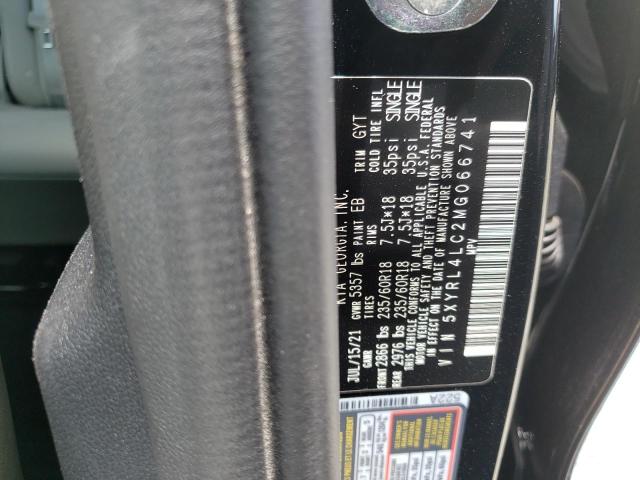 KIA GEORGIA, INC.
JUL/15/21 GVWR 5357 lbs PAINT EB TRIM GYT
GAWR TIRES RIMS COLD TIRE INFL
FRONT 2866 lbs 235/60R18 7.5J*18 35psi SINGLE
REAR 2976 lbs 235/60R18 7.5J*18 35psi SINGLE
THIS VEHICLE CONFORMS TO ALL APPLICABLE U.S.A. FEDERAL
MOTOR VEHICLE SAFETY AND THEFT PREVENTION STANDARDS
IN EFFECT ON THE DATE OF MANUFACTURE SHOWN ABOVE
VIN 5XYRL4LC2MG066741
MPV